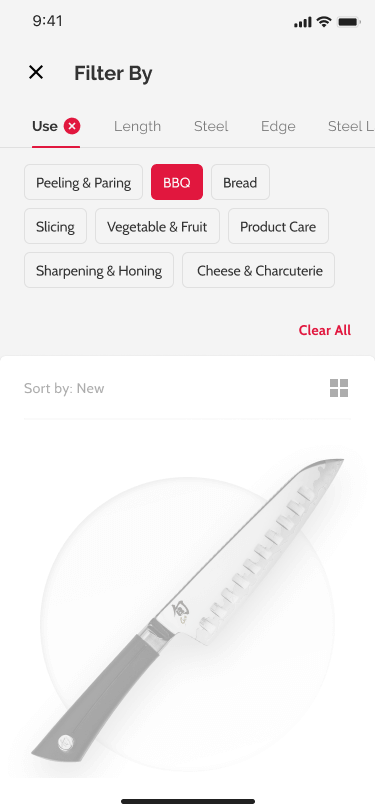 9:41
Filter By
Use Length Steel Edge Steel L
Peeling & Paring BBQ Bread
Slicing Vegetable & Fruit Product Care
Sharpening & Honing Cheese & Charcuterie
Clear All
Sort by: New
旬